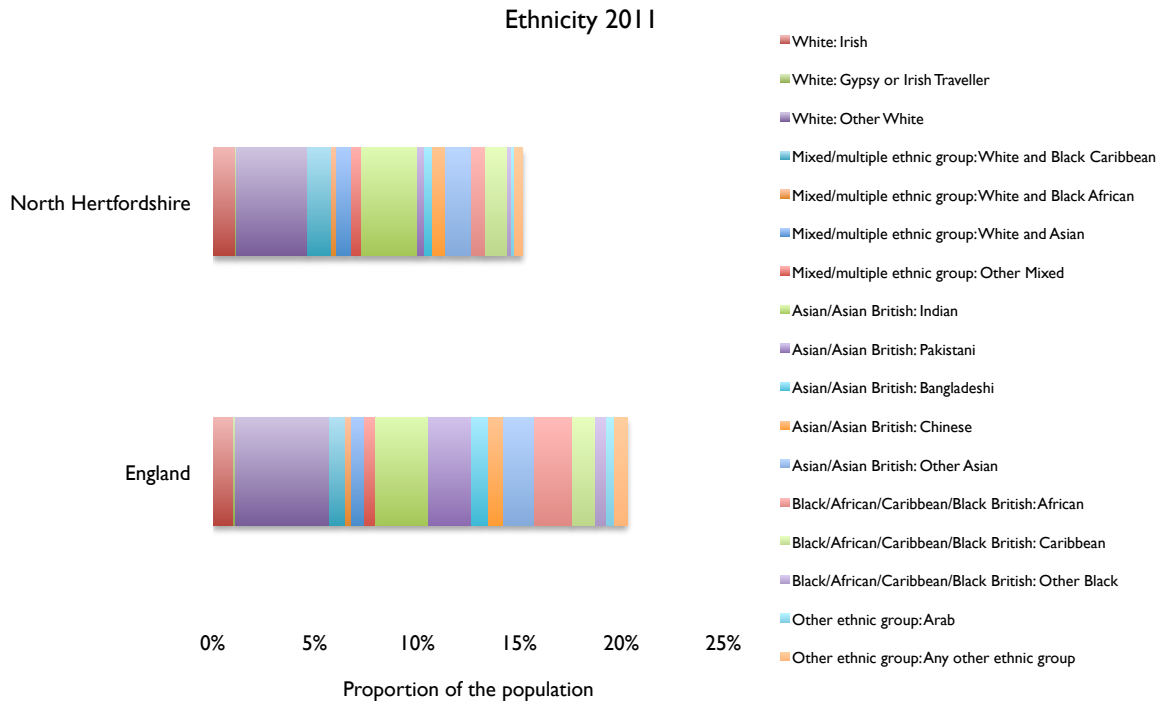 Ethnicity 2011
North Hertfordshire
England
0% 5% 10% 15% 20% 25%
Proportion of the population
White: Irish
White: Gypsy or Irish Traveller
White: Other White
Mixed/multiple ethnic group: White and Black Caribbean
Mixed/multiple ethnic group: White and Black African
Mixed/multiple ethnic group: White and Asian
Mixed/multiple ethnic group: Other Mixed
Asian/Asian British: Indian
Asian/Asian British: Pakistani
Asian/Asian British: Bangladeshi
Asian/Asian British: Chinese
Asian/Asian British: Other Asian
Black/African/Caribbean/Black British: African
Black/African/Caribbean/Black British: Caribbean
Black/African/Caribbean/Black British: Other Black
Other ethnic group: Arab
Other ethnic group: Any other ethnic group